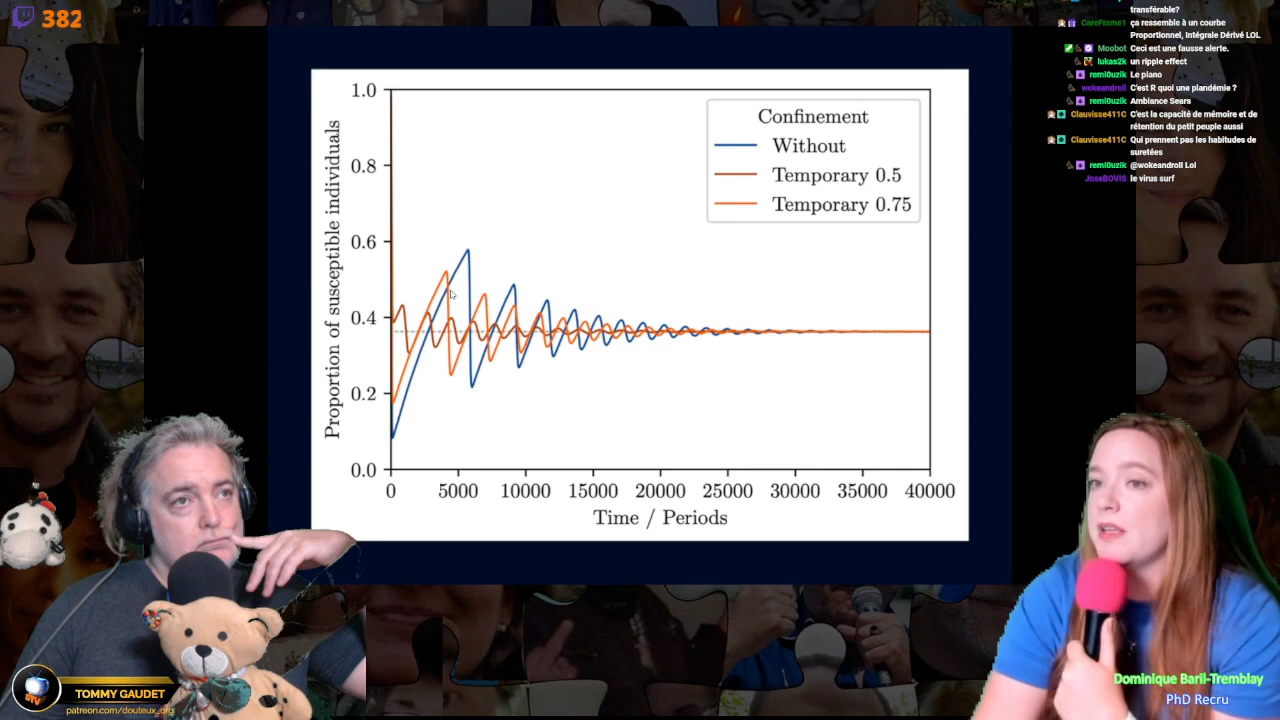 382
transférable?
CareFrame1 ça ressemble à un courbe
Proportionnel, Intégrale Dérivé LOL
Moobot Ceci est une fausse alerte.
lukas2k un ripple effect
remi0uzik Le piano
wokeandroll C'est R quoi une plandémie ?
remi0uzik Ambiance Sears
Clauvisse411C C'est la capacité de mémoire et de
rétention du petit peuple aussi
Clauvisse411C Qui prennent pas les habitudes de
suretées
remi0uzik @wokeandroll Lol
JoseBOVIS le virus surf
Confinement
Without
Temporary 0.5
Temporary 0.75
Proportion of susceptible individuals
1.0
0.8
0.6
0.4
0.2
0.0
0 5000 10000 15000 20000 25000 30000 35000 40000
Time / Periods
TOMMY GAUDET
patreon.com/douteux_org
Dominique Baril-Tremblay
PhD Recru